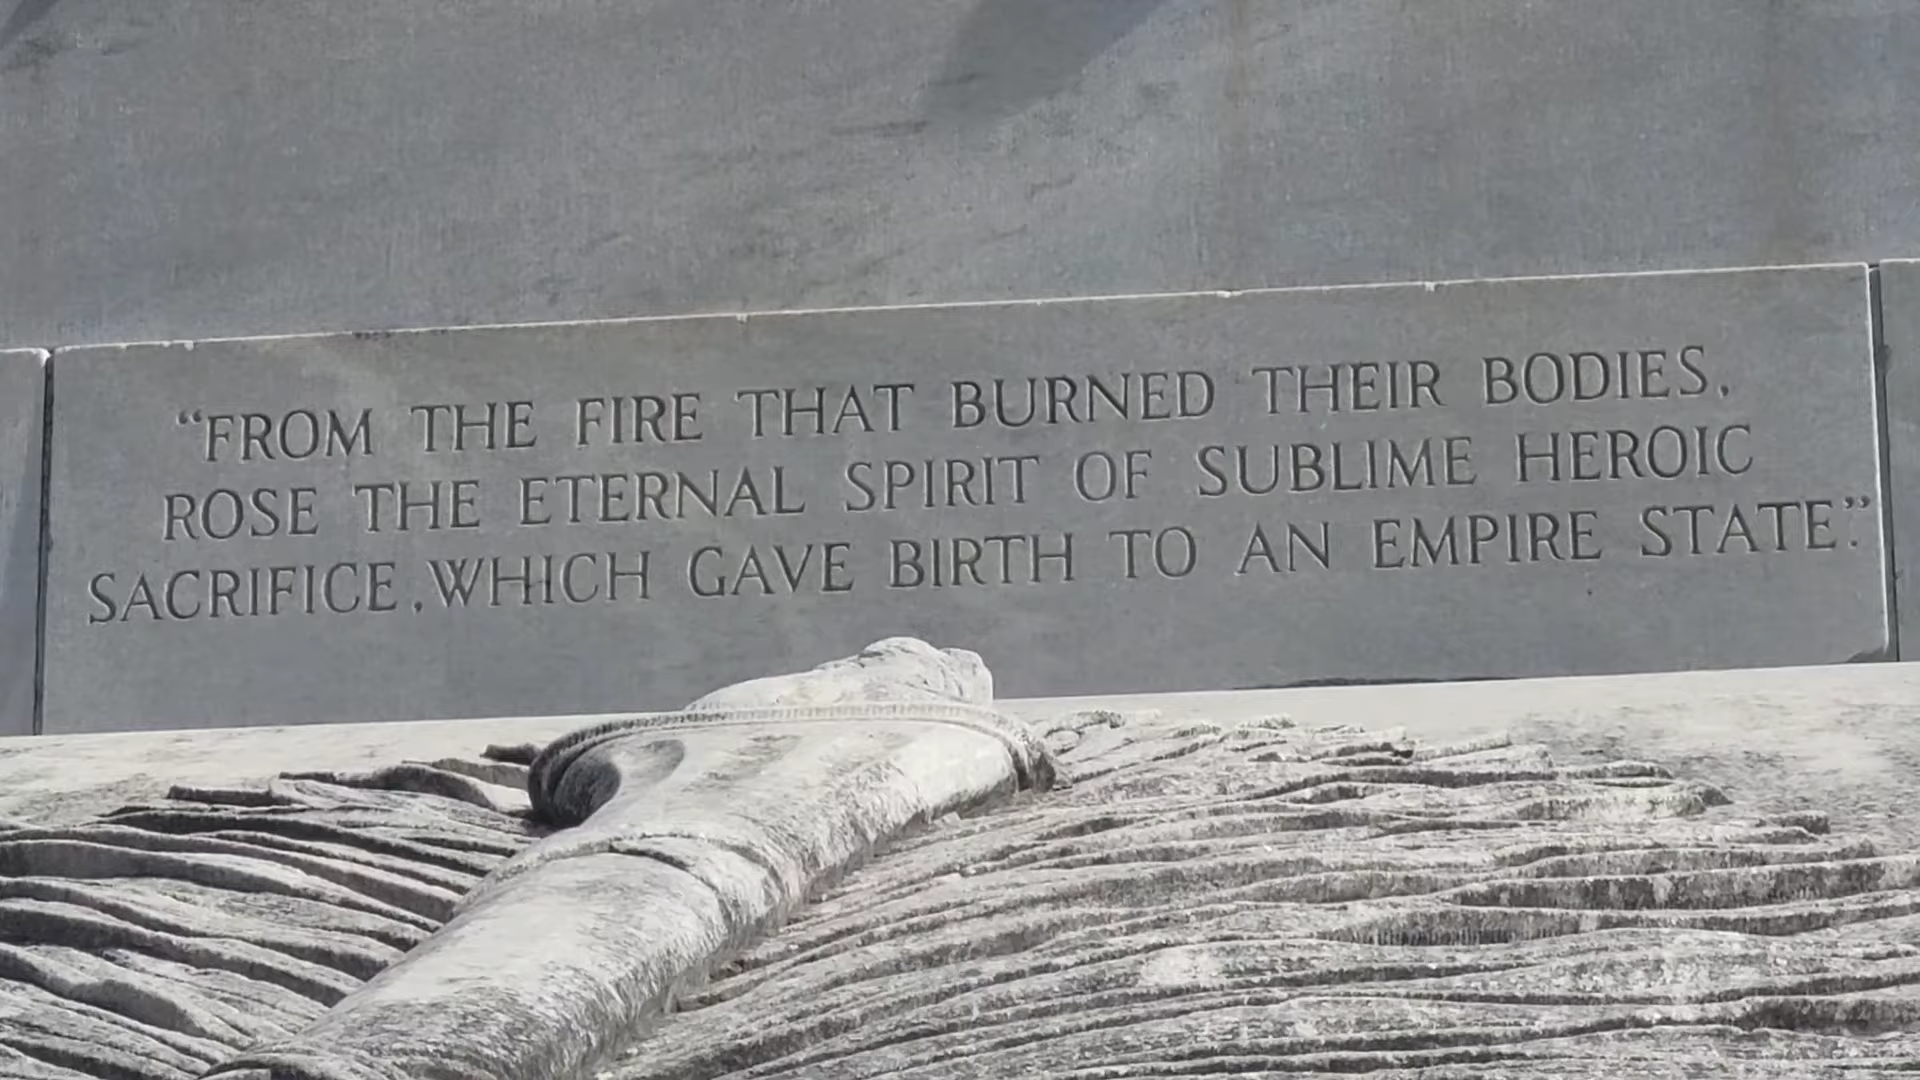 “FROM THE FIRE THAT BURNED THEIR BODIES,
ROSE THE ETERNAL SPIRIT OF SUBLIME HEROIC
SACRIFICE, WHICH GAVE BIRTH TO AN EMPIRE STATE.”